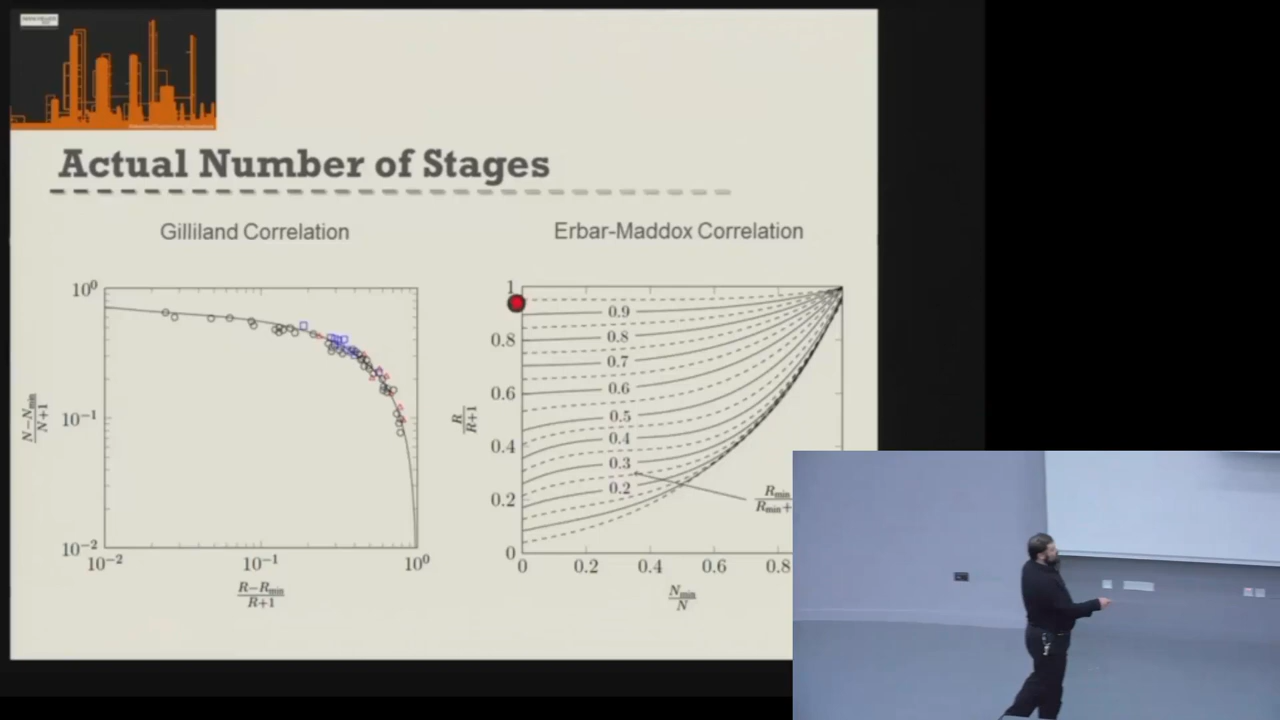 Actual Number of Stages
Gilliland Correlation
Erbar-Maddox Correlation
10⁰
10⁻¹
10⁻²
N−Nmin
N+1
10⁻²
10⁻¹
10⁰
R−Rmin
R+1
1
0.8
0.6
0.4
0.2
0
R
R+1
0.9
0.8
0.7
0.6
0.5
0.4
0.3
0.2
Rmin
Rmin+
0
0.2
0.4
0.6
0.8
Nmin
N